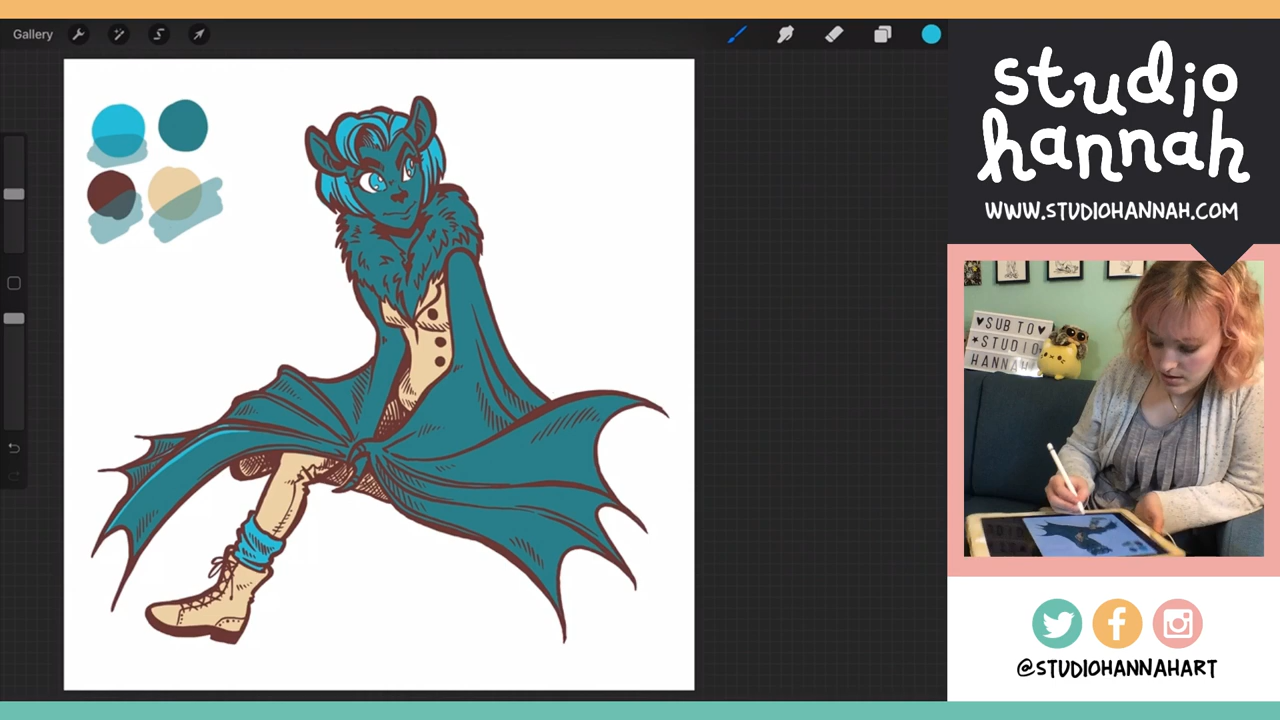 Gallery
studio
hannah
WWW.STUDIOHANNAH.COM
♥SUB TO♥
★STUDIO
HANNAH
@STUDIOHANNAHART